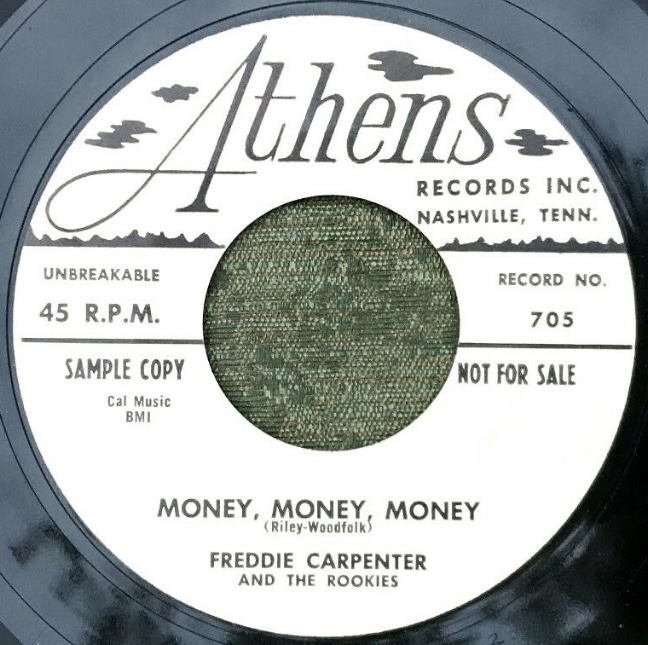 Athens
RECORDS INC.
NASHVILLE, TENN.
UNBREAKABLE
45 R.P.M.
RECORD NO.
705
SAMPLE COPY
NOT FOR SALE
Cal Music
BMI
MONEY, MONEY, MONEY
(Riley-Woodfolk)
FREDDIE CARPENTER
AND THE ROOKIES